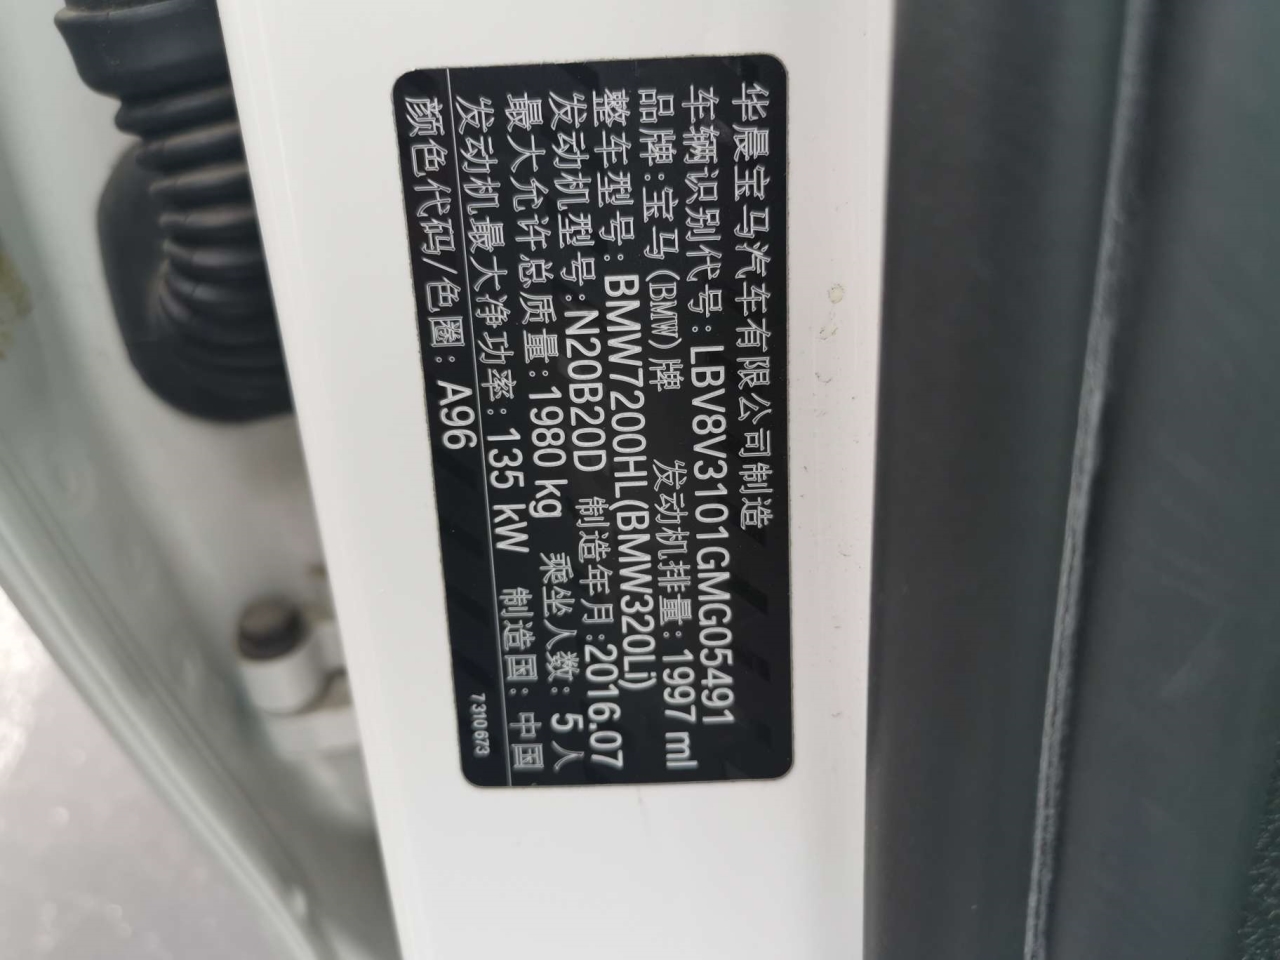 华晨宝马汽车有限公司制造
车辆识别代号:LBV8V3101GMG05491
品牌:宝马(BMW)牌 发动机排量:1997 ml
整车型号:BMW7200HL(BMW320Li)
发动机型号:N20B20D 制造年月:2016.07
最大允许总质量:1980 kg 乘坐人数:5人
发动机最大净功率:135 kW 制造国:中国
颜色代码/色圈:A96
7310673